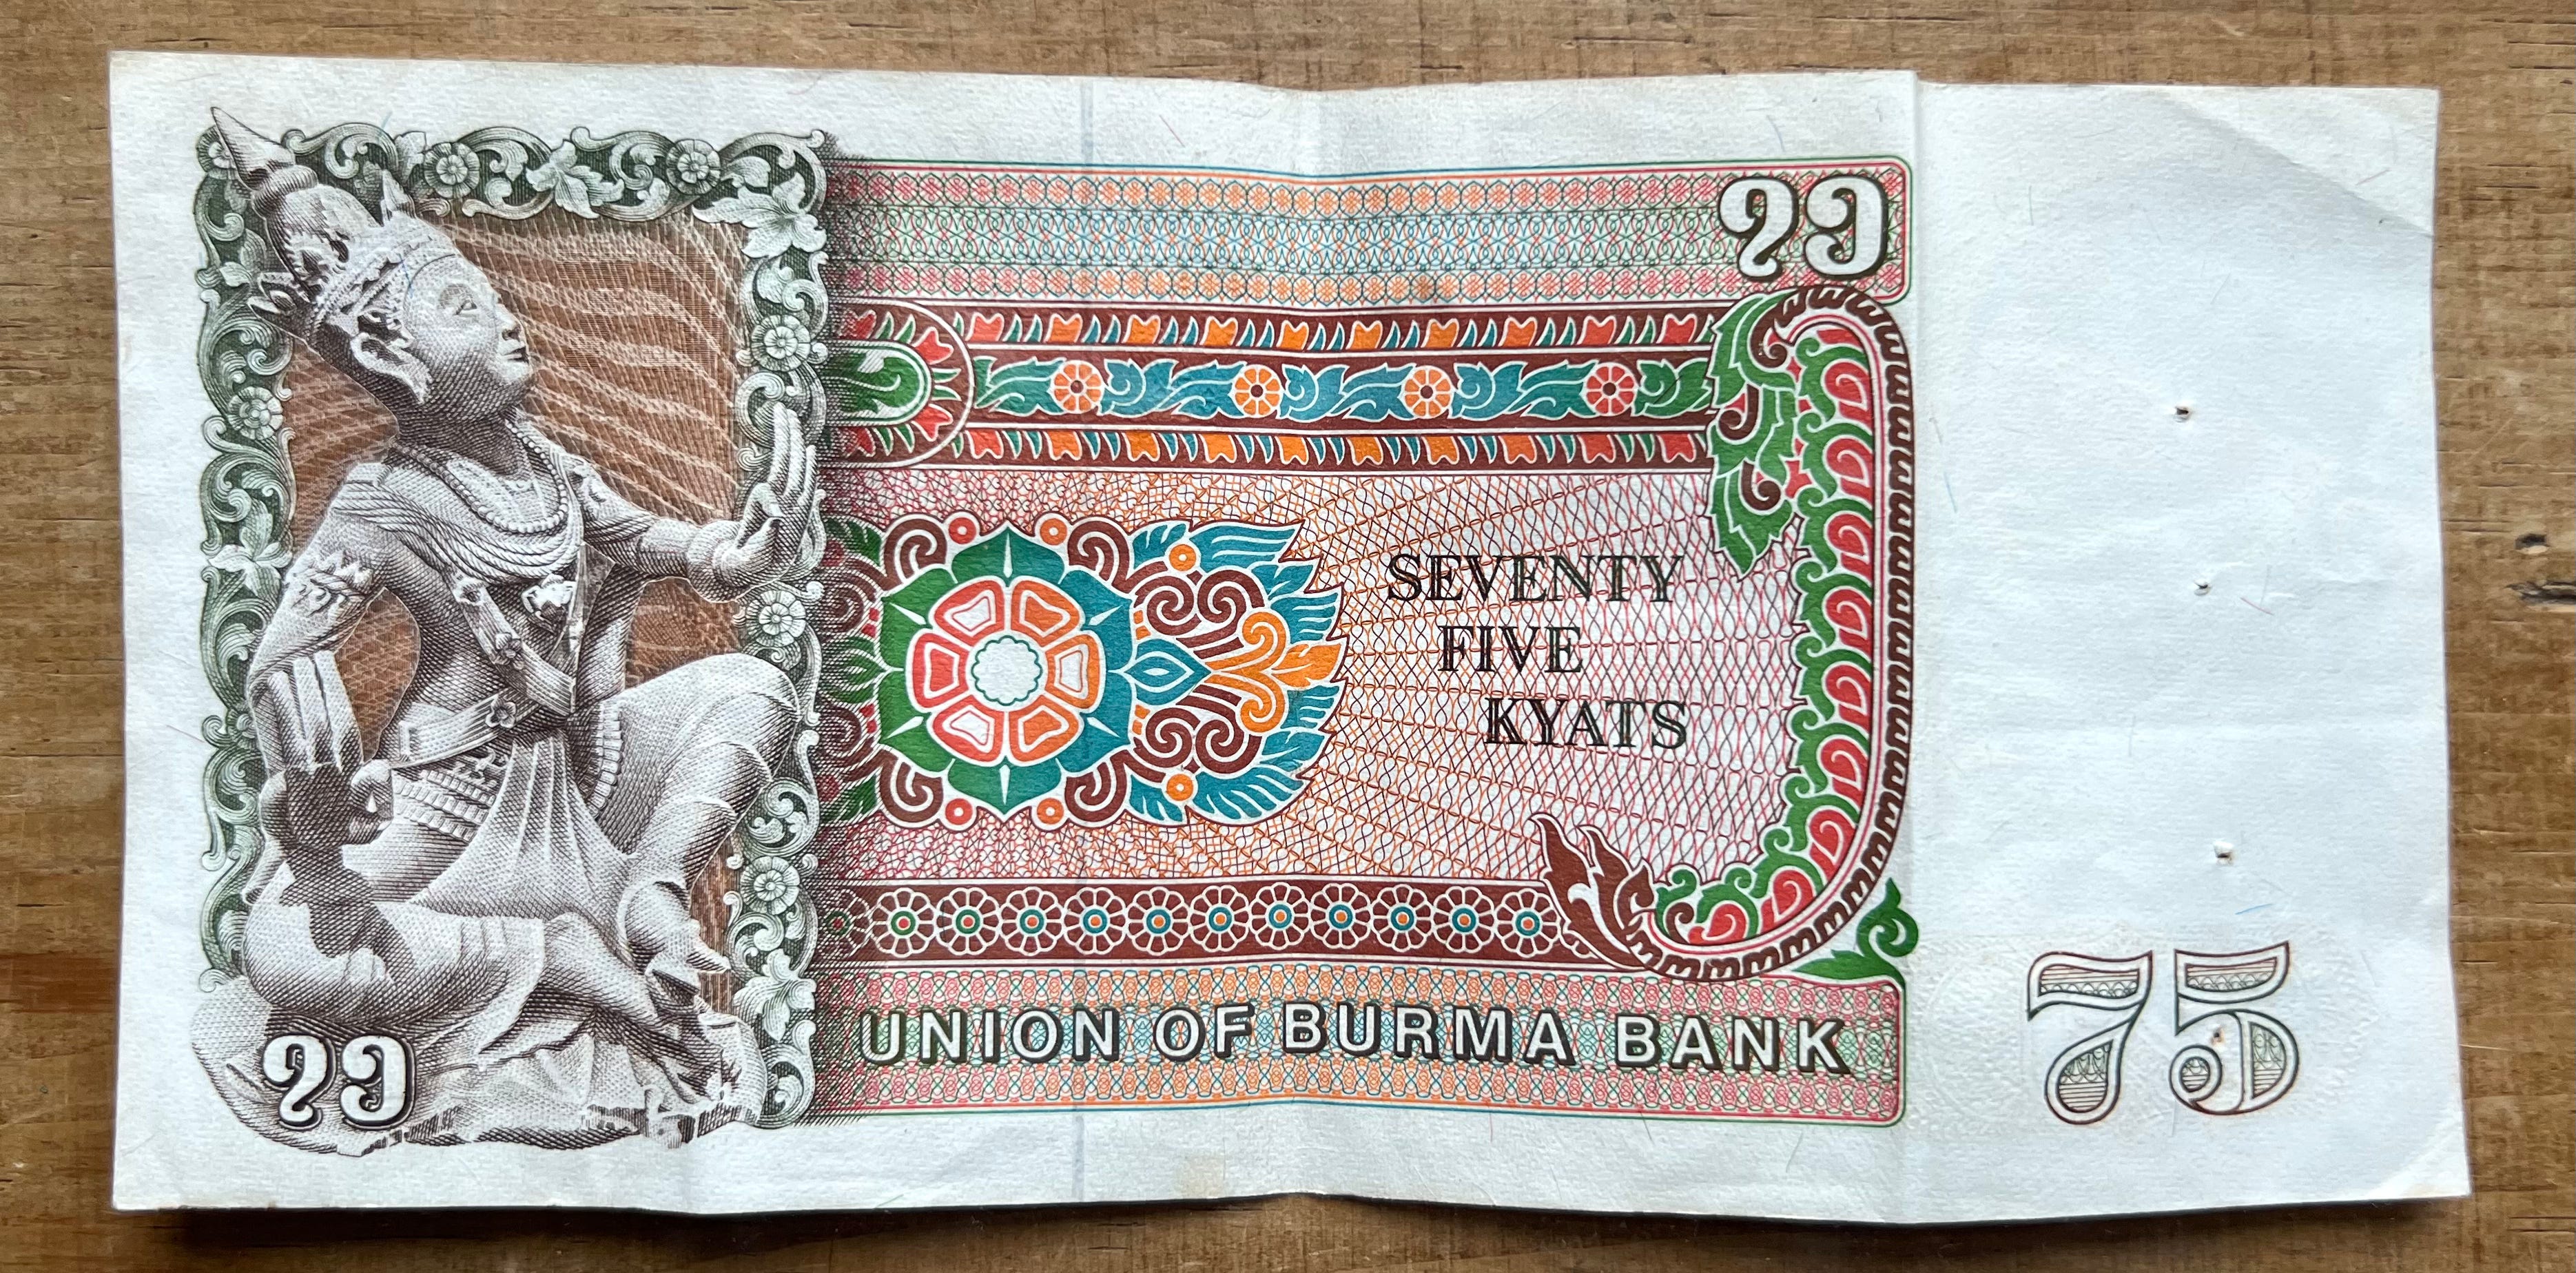 ၇၅
SEVENTY
FIVE
KYATS
UNION OF BURMA BANK
၇၅
75